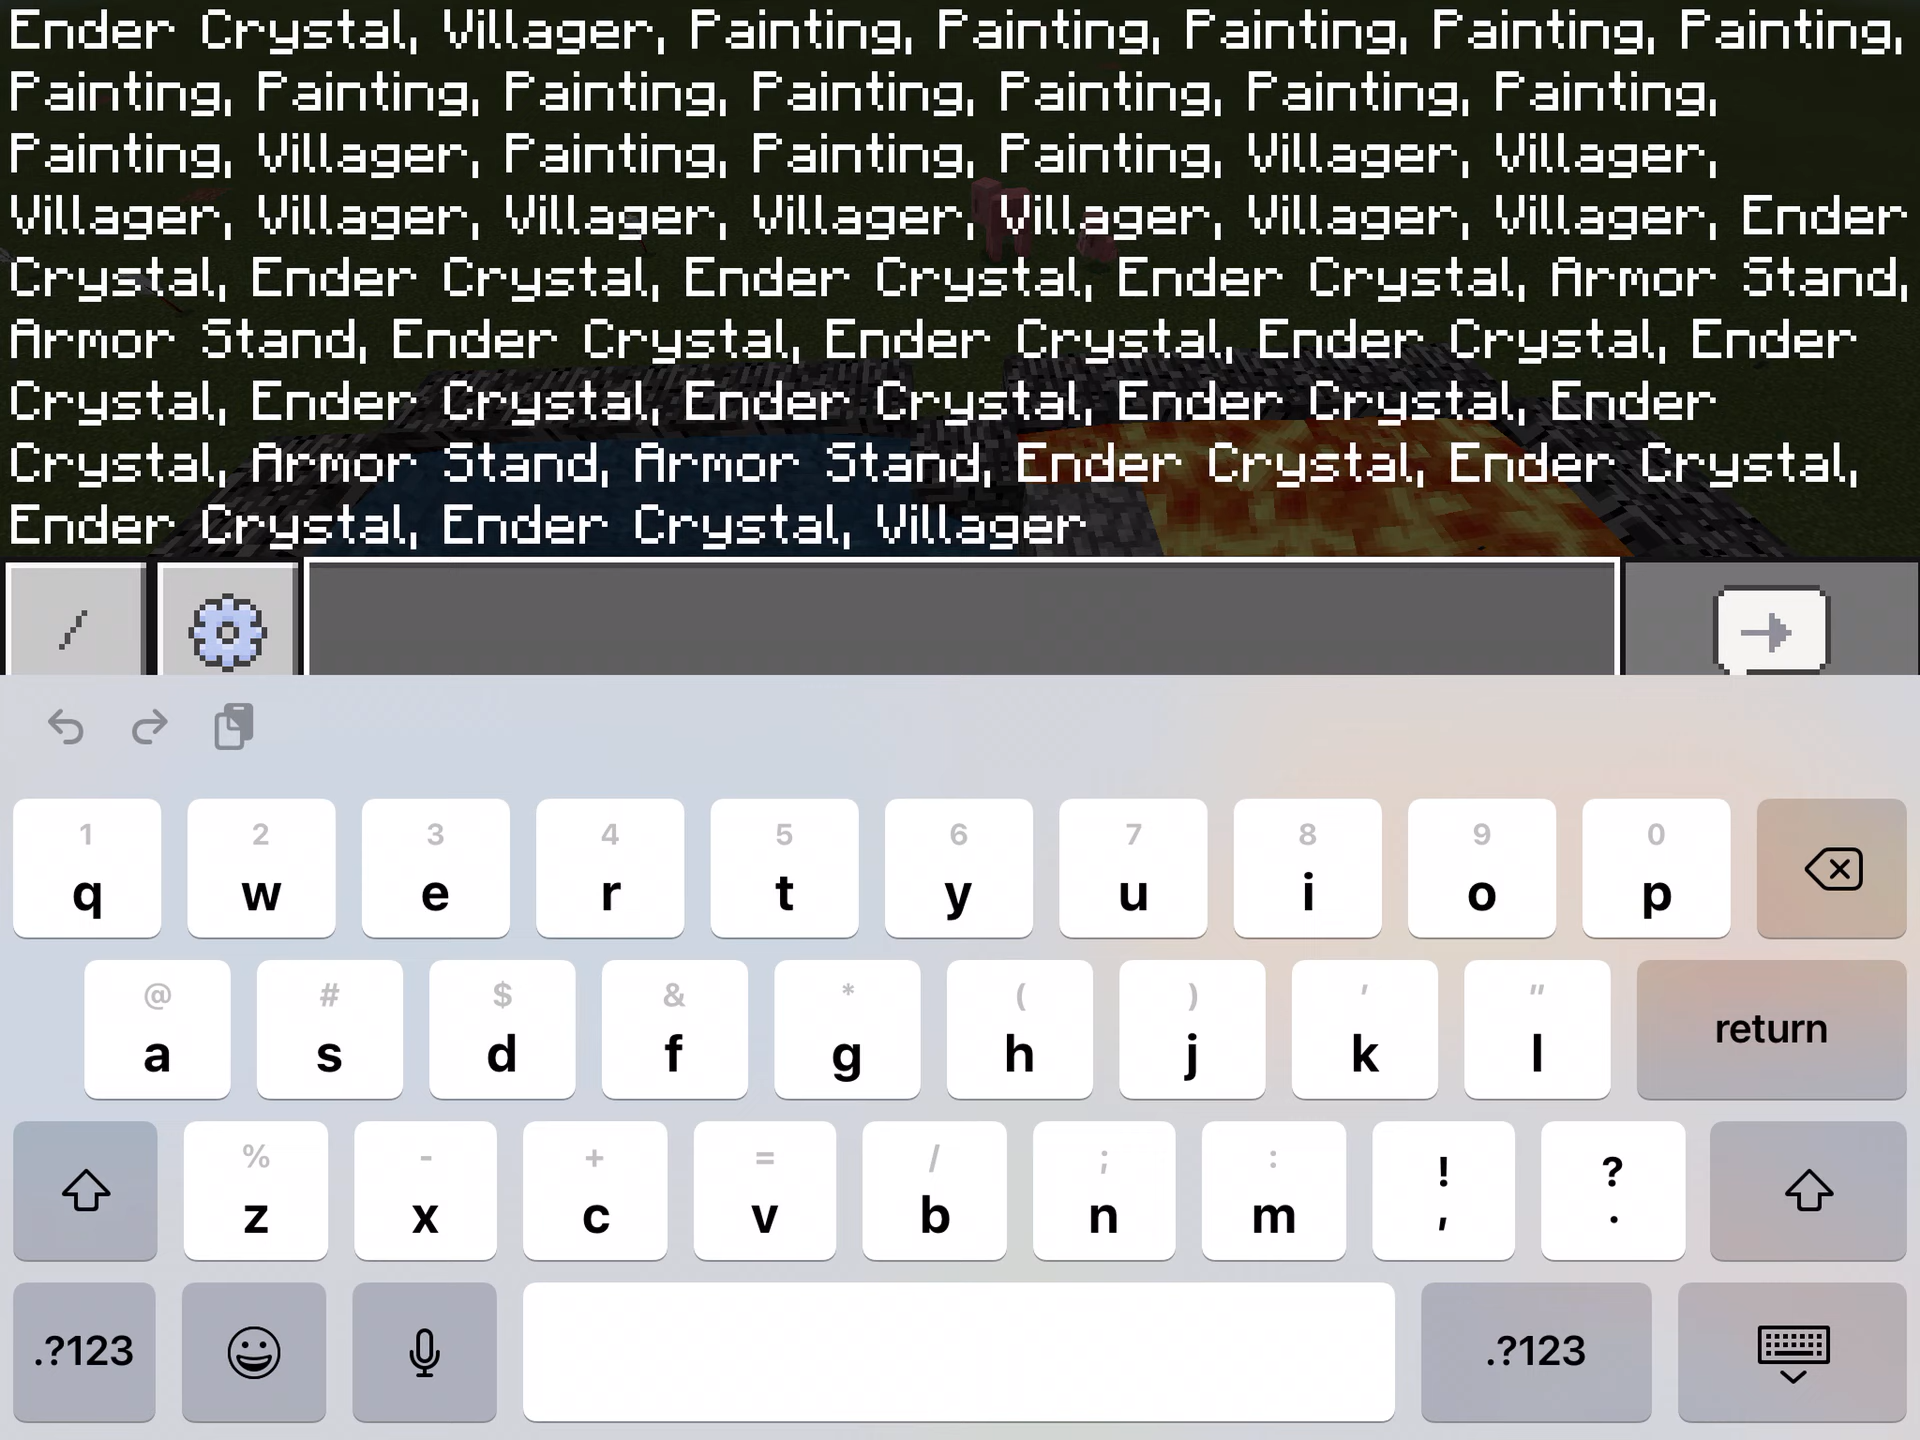 Ender Crystal, Villager, Painting, Painting, Painting, Painting, Painting,
Painting, Painting, Painting, Painting, Painting, Painting, Painting,
Painting, Villager, Painting, Painting, Painting, Villager, Villager,
Villager, Villager, Villager, Villager, Villager, Villager, Villager, Ender
Crystal, Ender Crystal, Ender Crystal, Ender Crystal, Armor Stand,
Armor Stand, Ender Crystal, Ender Crystal, Ender Crystal, Ender
Crystal, Ender Crystal, Ender Crystal, Ender Crystal, Ender
Crystal, Armor Stand, Armor Stand, Ender Crystal, Ender Crystal,
Ender Crystal, Ender Crystal, Villager
/
1 2 3 4 5 6 7 8 9 0
q w e r t y u i o p
@ # $ & * ( ) ' "
a s d f g h j k l return
% - + = / ; : ! ?
z x c v b n m , .
.?123 .?123